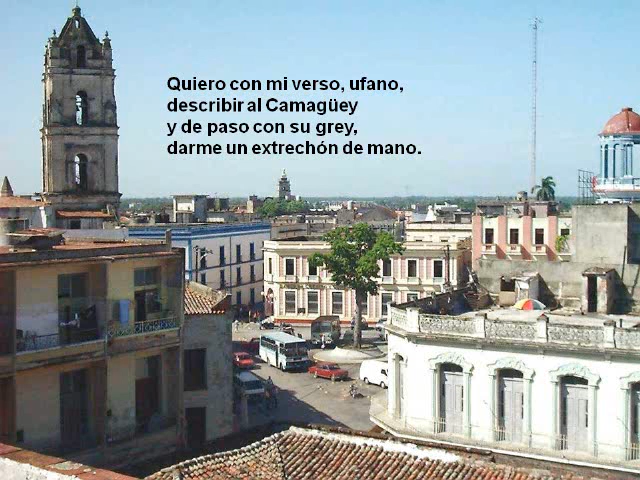 Quiero con mi verso, ufano,
describir al Camagüey
y de paso con su grey,
darme un extrechón de mano.